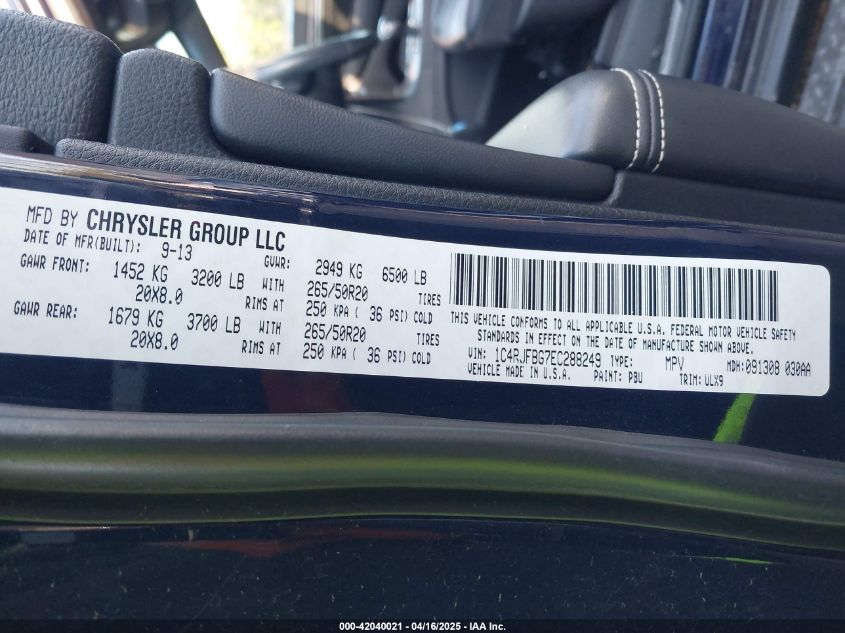 MFD BY CHRYSLER GROUP LLC
DATE OF MFR(BUILT): 9-13 GVWR: 2949 KG 6500 LB
GAWR FRONT: 1452 KG 3200 LB WITH 265/50R20 TIRES
20X8.0 RIMS AT 250 KPA ( 36 PSI) COLD
GAWR REAR: 1679 KG 3700 LB WITH 265/50R20 TIRES
20X8.0 RIMS AT 250 KPA ( 36 PSI) COLD
THIS VEHICLE CONFORMS TO ALL APPLICABLE U.S.A. FEDERAL MOTOR VEHICLE SAFETY
STANDARDS IN EFFECT ON THE DATE OF MANUFACTURE SHOWN ABOVE.
VIN: 1C4RJFBG7EC288249 TYPE: MPV MDH: 091308 030AA
VEHICLE MADE IN U.S.A. PAINT: PBU TRIM: ULX9
000-42040021 - 04/16/2025 - IAA Inc.